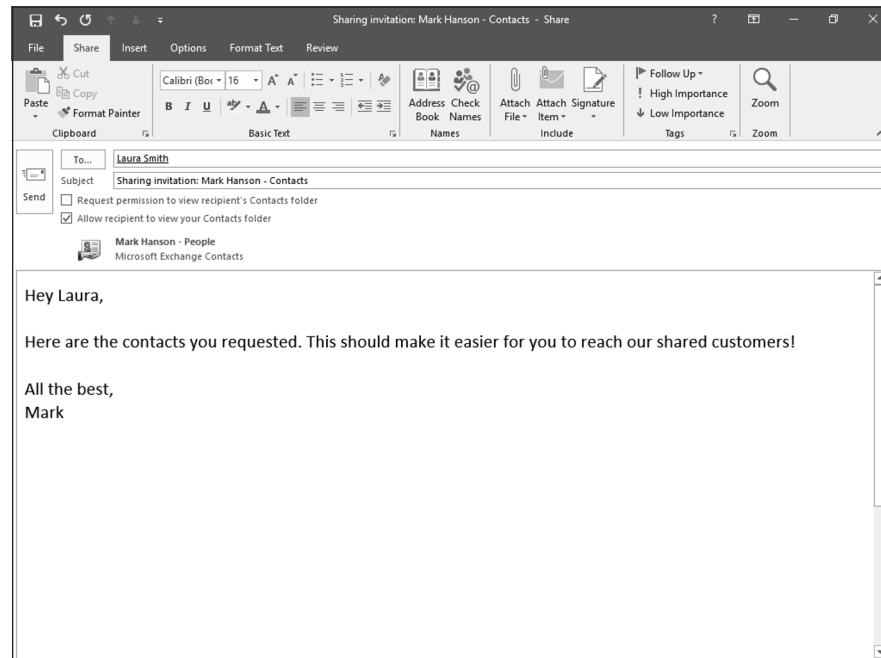 Sharing invitation: Mark Hanson - Contacts - Share ?
File Share Insert Options Format Text Review
Paste
Cut
Copy
Format Painter
Clipboard
Calibri (Boc 16 A A
B I U aby A
Basic Text
Address Book
Check Names
Names
Attach File
Attach Item
Signature
Include
Follow Up
! High Importance
Low Importance
Tags
Zoom
Zoom
Send
To... Laura Smith
Subject Sharing invitation: Mark Hanson - Contacts
Request permission to view recipient's Contacts folder
Allow recipient to view your Contacts folder
Mark Hanson - People
Microsoft Exchange Contacts
Hey Laura,
Here are the contacts you requested. This should make it easier for you to reach our shared customers!
All the best,
Mark